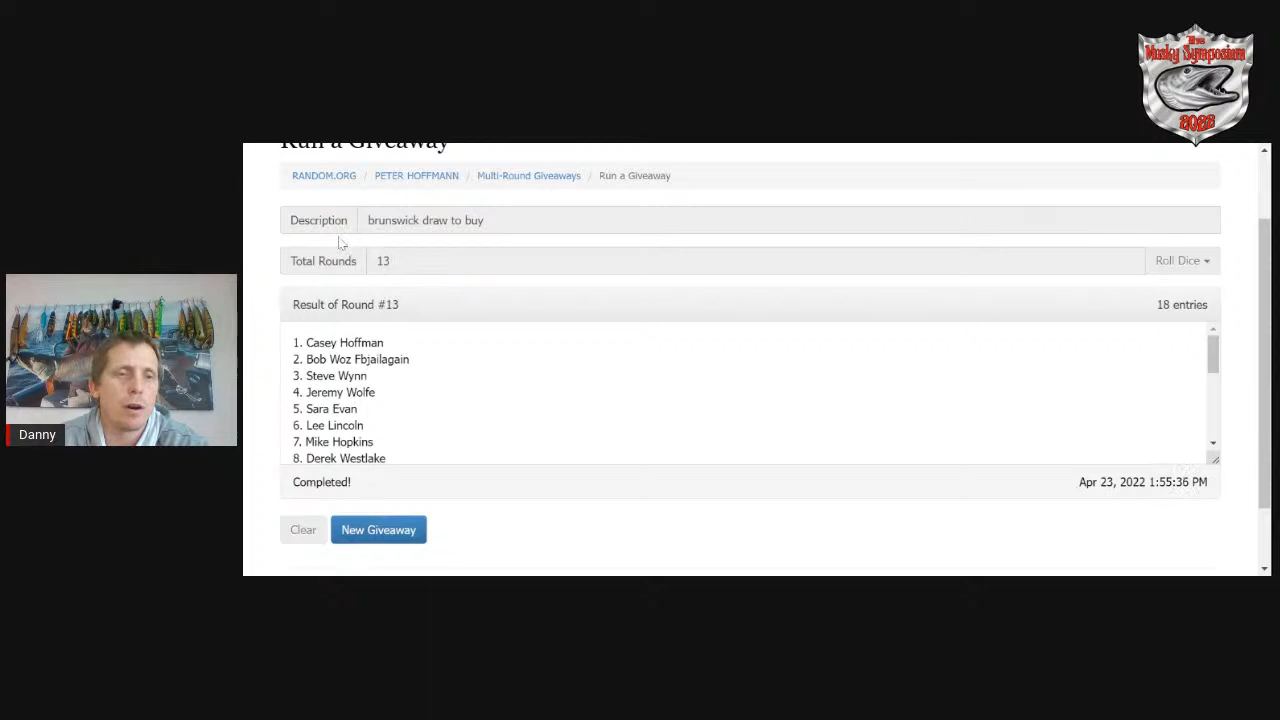 The
Musky Symposium
2022
Run a Giveaway
RANDOM.ORG / PETER HOFFMANN / Multi-Round Giveaways / Run a Giveaway
Description brunswick draw to buy
Total Rounds 13 Roll Dice
Result of Round #13 18 entries
1. Casey Hoffman
2. Bob Woz Fbjailagain
3. Steve Wynn
4. Jeremy Wolfe
5. Sara Evan
6. Lee Lincoln
7. Mike Hopkins
8. Derek Westlake
Completed! Apr 23, 2022 1:55:36 PM
Clear New Giveaway
Danny